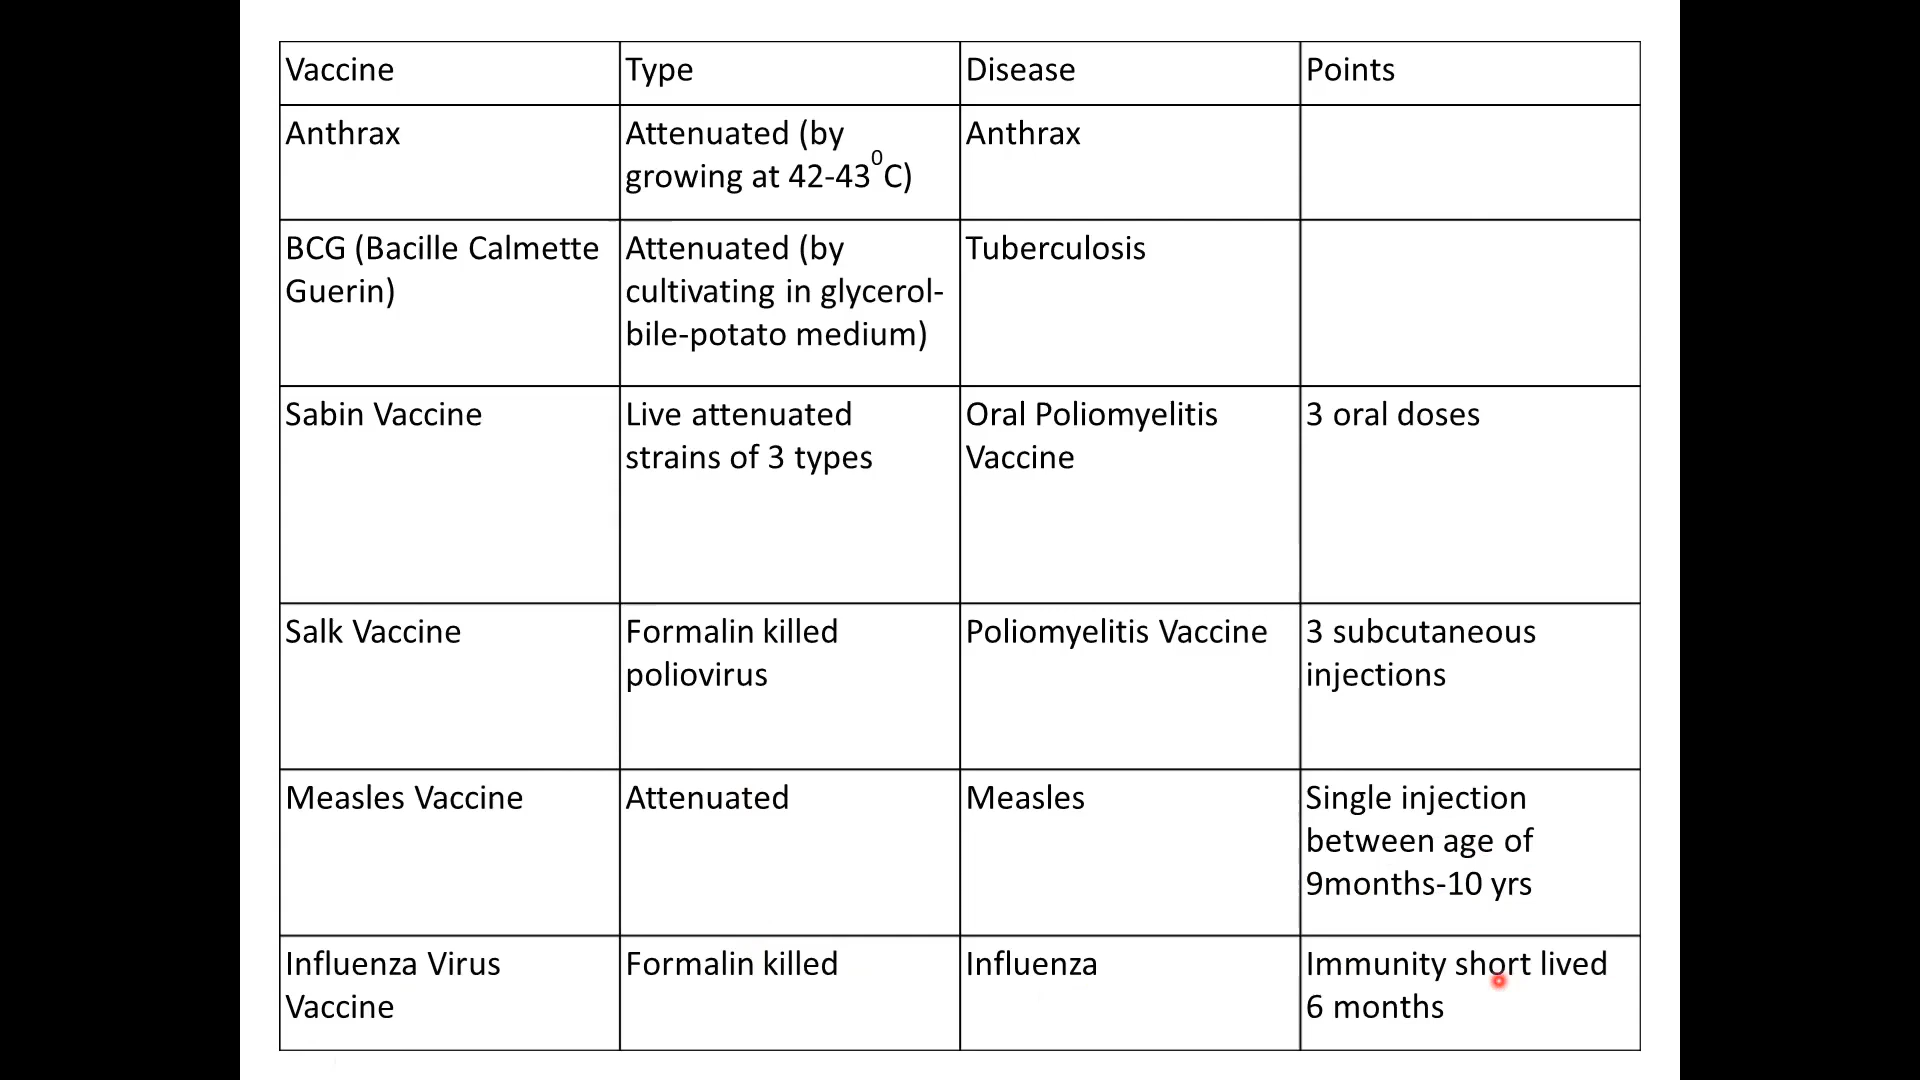 Vaccine
Type
Disease
Points
Anthrax
Attenuated (by
growing at 42-43⁰C)
Anthrax
BCG (Bacille Calmette
Guerin)
Attenuated (by
cultivating in glycerol-
bile-potato medium)
Tuberculosis
Sabin Vaccine
Live attenuated
strains of 3 types
Oral Poliomyelitis
Vaccine
3 oral doses
Salk Vaccine
Formalin killed
poliovirus
Poliomyelitis Vaccine
3 subcutaneous
injections
Measles Vaccine
Attenuated
Measles
Single injection
between age of
9months-10 yrs
Influenza Virus
Vaccine
Formalin killed
Influenza
Immunity short lived
6 months